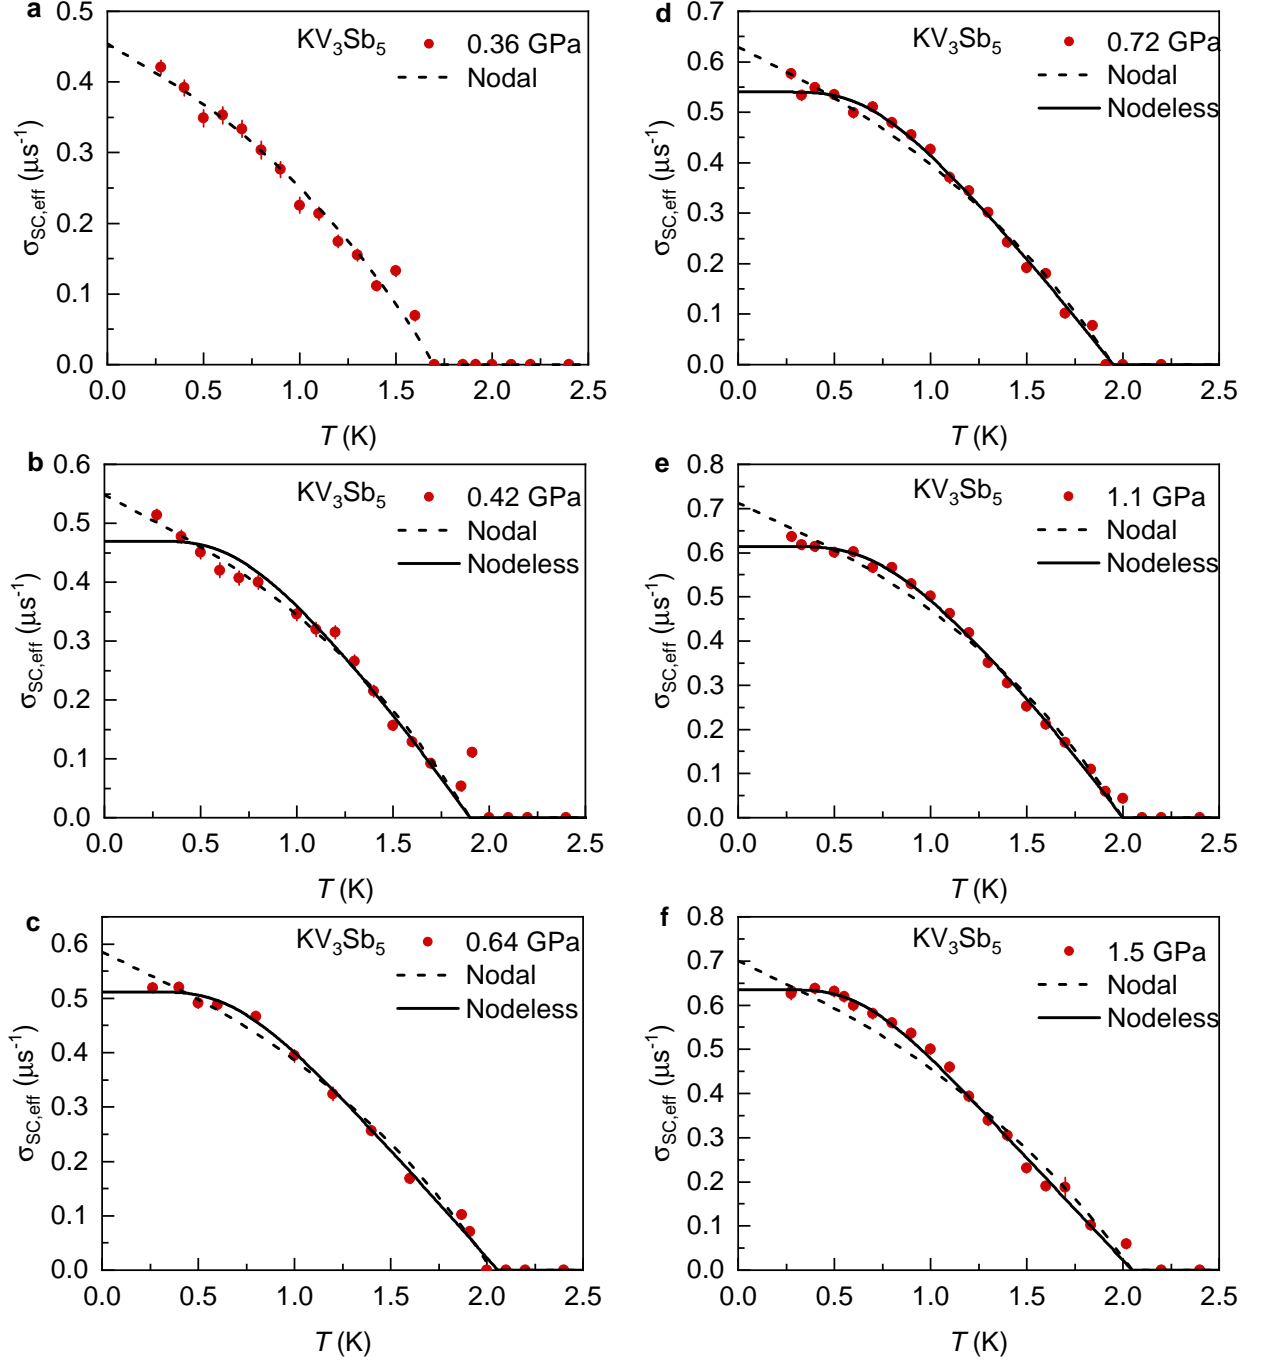 a
0.5
0.4
0.3
0.2
0.1
0.0
σSC,eff (μs-1)
KV3Sb5
0.36 GPa
Nodal
0.0 0.5 1.0 1.5 2.0 2.5
T (K)
b
0.6
0.5
0.4
0.3
0.2
0.1
0.0
σSC,eff (μs-1)
KV3Sb5
0.42 GPa
Nodal
Nodeless
0.0 0.5 1.0 1.5 2.0 2.5
T (K)
c
0.6
0.5
0.4
0.3
0.2
0.1
0.0
σSC,eff (μs-1)
KV3Sb5
0.64 GPa
Nodal
Nodeless
0.0 0.5 1.0 1.5 2.0 2.5
T (K)
d
0.7
0.6
0.5
0.4
0.3
0.2
0.1
0.0
σSC,eff (μs-1)
KV3Sb5
0.72 GPa
Nodal
Nodeless
0.0 0.5 1.0 1.5 2.0 2.5
T (K)
e
0.8
0.7
0.6
0.5
0.4
0.3
0.2
0.1
0.0
σSC,eff (μs-1)
KV3Sb5
1.1 GPa
Nodal
Nodeless
0.0 0.5 1.0 1.5 2.0 2.5
T (K)
f
0.8
0.7
0.6
0.5
0.4
0.3
0.2
0.1
0.0
σSC,eff (μs-1)
KV3Sb5
1.5 GPa
Nodal
Nodeless
0.0 0.5 1.0 1.5 2.0 2.5
T (K)